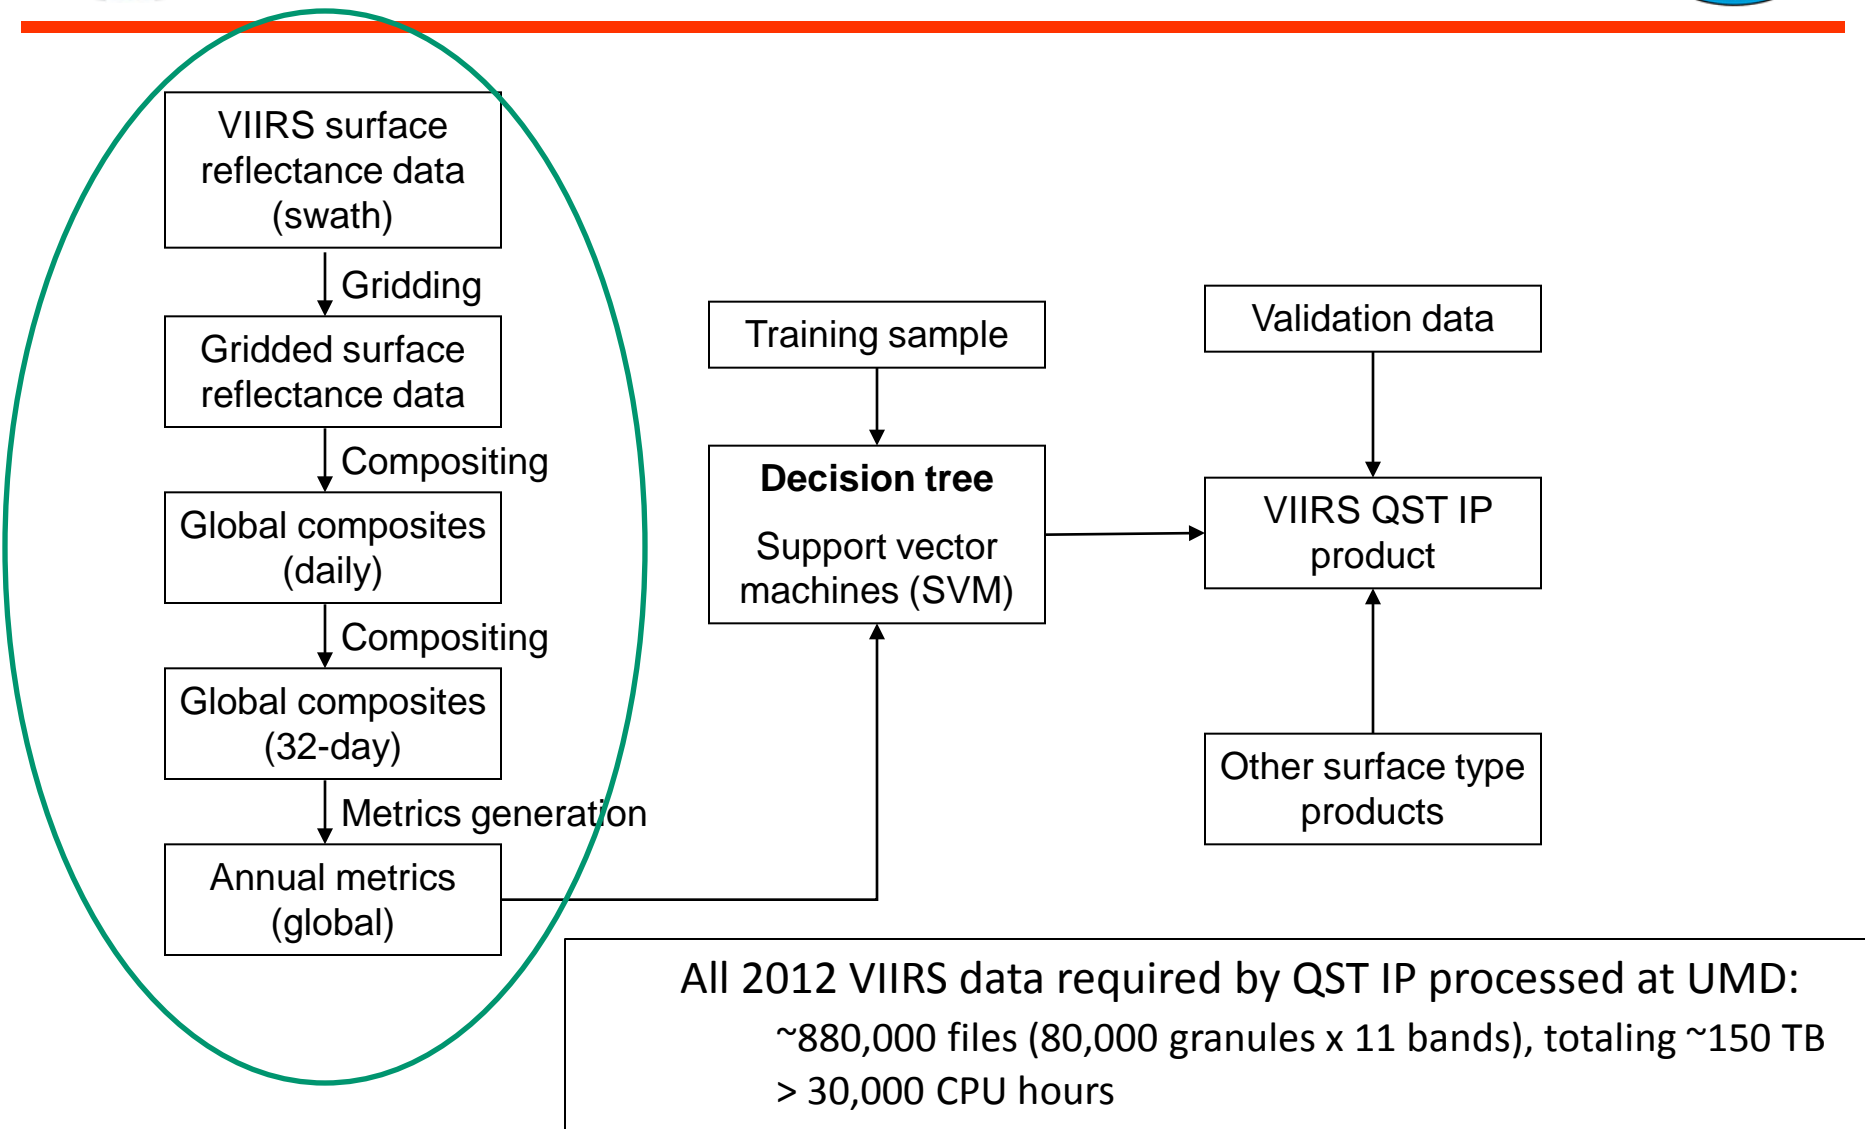 VIIRS surface
reflectance data
(swath)
Gridding
Gridded surface
reflectance data
Compositing
Global composites
(daily)
Compositing
Global composites
(32-day)
Metrics generation
Annual metrics
(global)
Training sample
Decision tree
Support vector
machines (SVM)
Validation data
VIIRS QST IP
product
Other surface type
products
All 2012 VIIRS data required by QST IP processed at UMD:
~880,000 files (80,000 granules x 11 bands), totaling ~150 TB
> 30,000 CPU hours